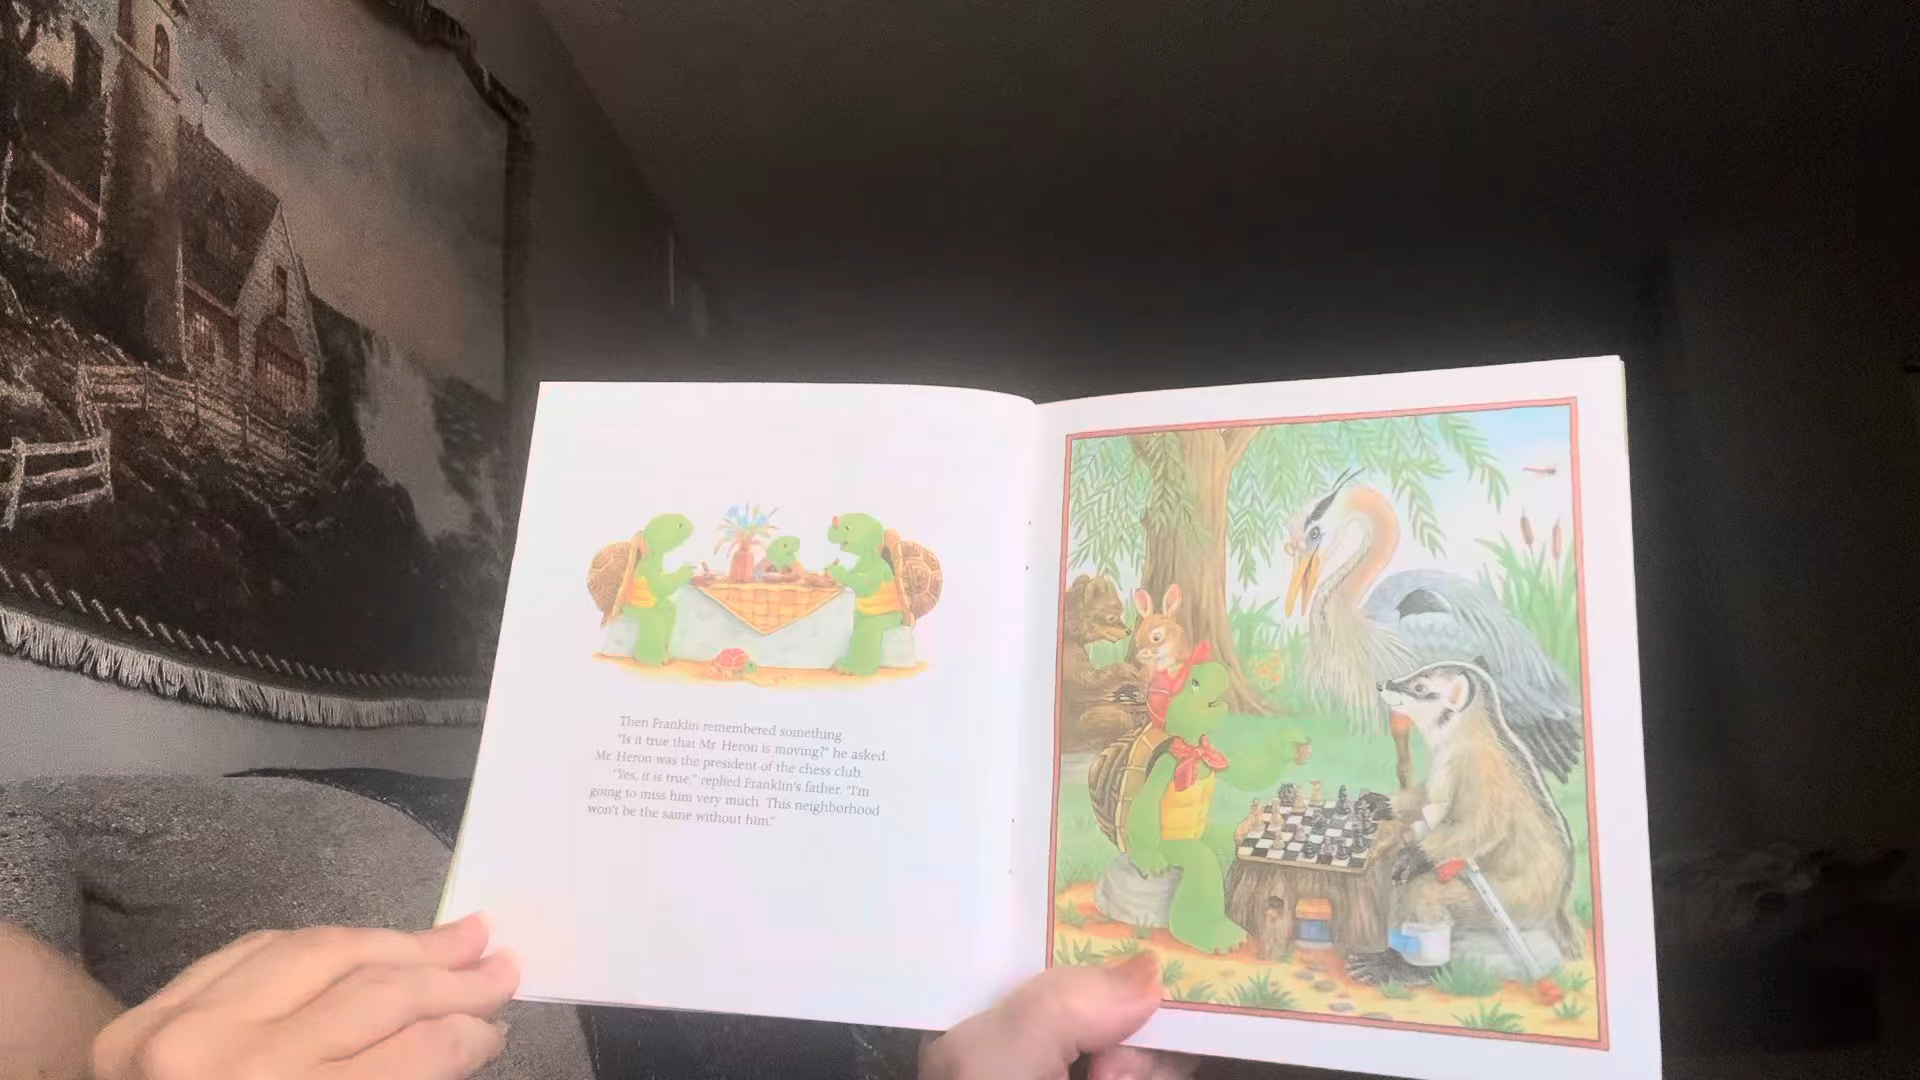 Then Franklin remembered something.
"Is it true that Mr. Heron is moving?" he asked.
Mr. Heron was the president of the chess club.
"Yes, it is true," replied Franklin's father. "I'm
going to miss him very much. This neighborhood
won't be the same without him."